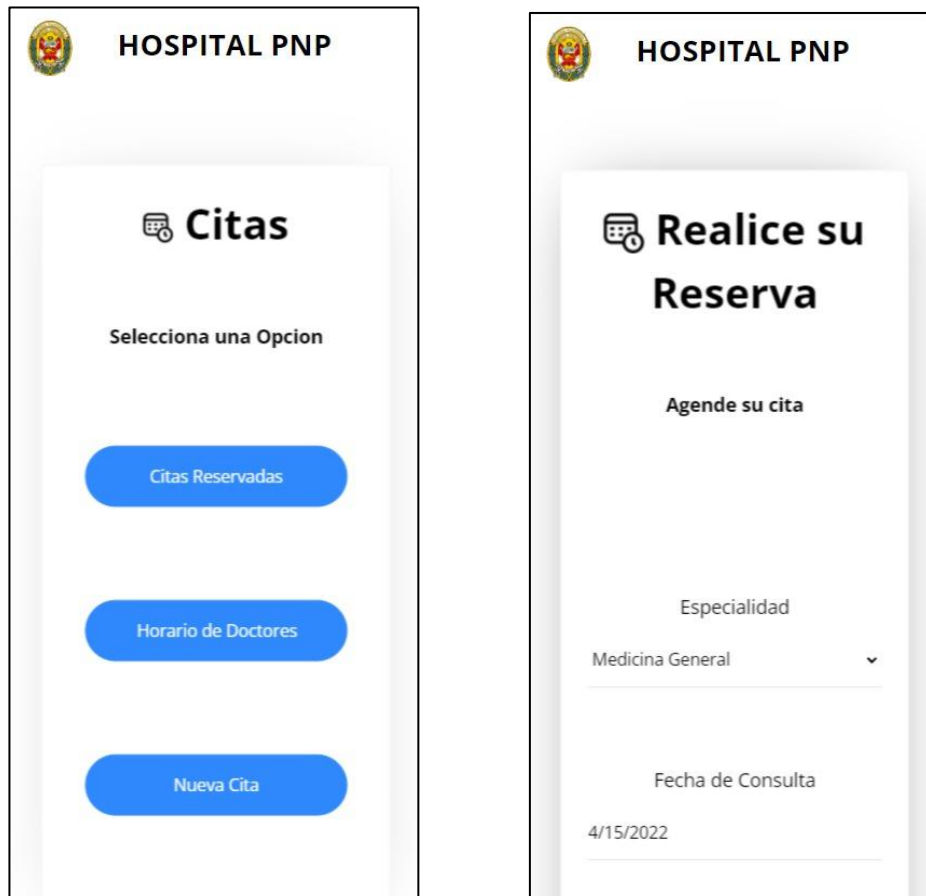 HOSPITAL PNP
Citas
Selecciona una Opcion
Citas Reservadas
Horario de Doctores
Nueva Cita
HOSPITAL PNP
Realice su
Reserva
Agende su cita
Especialidad
Medicina General
Fecha de Consulta
4/15/2022